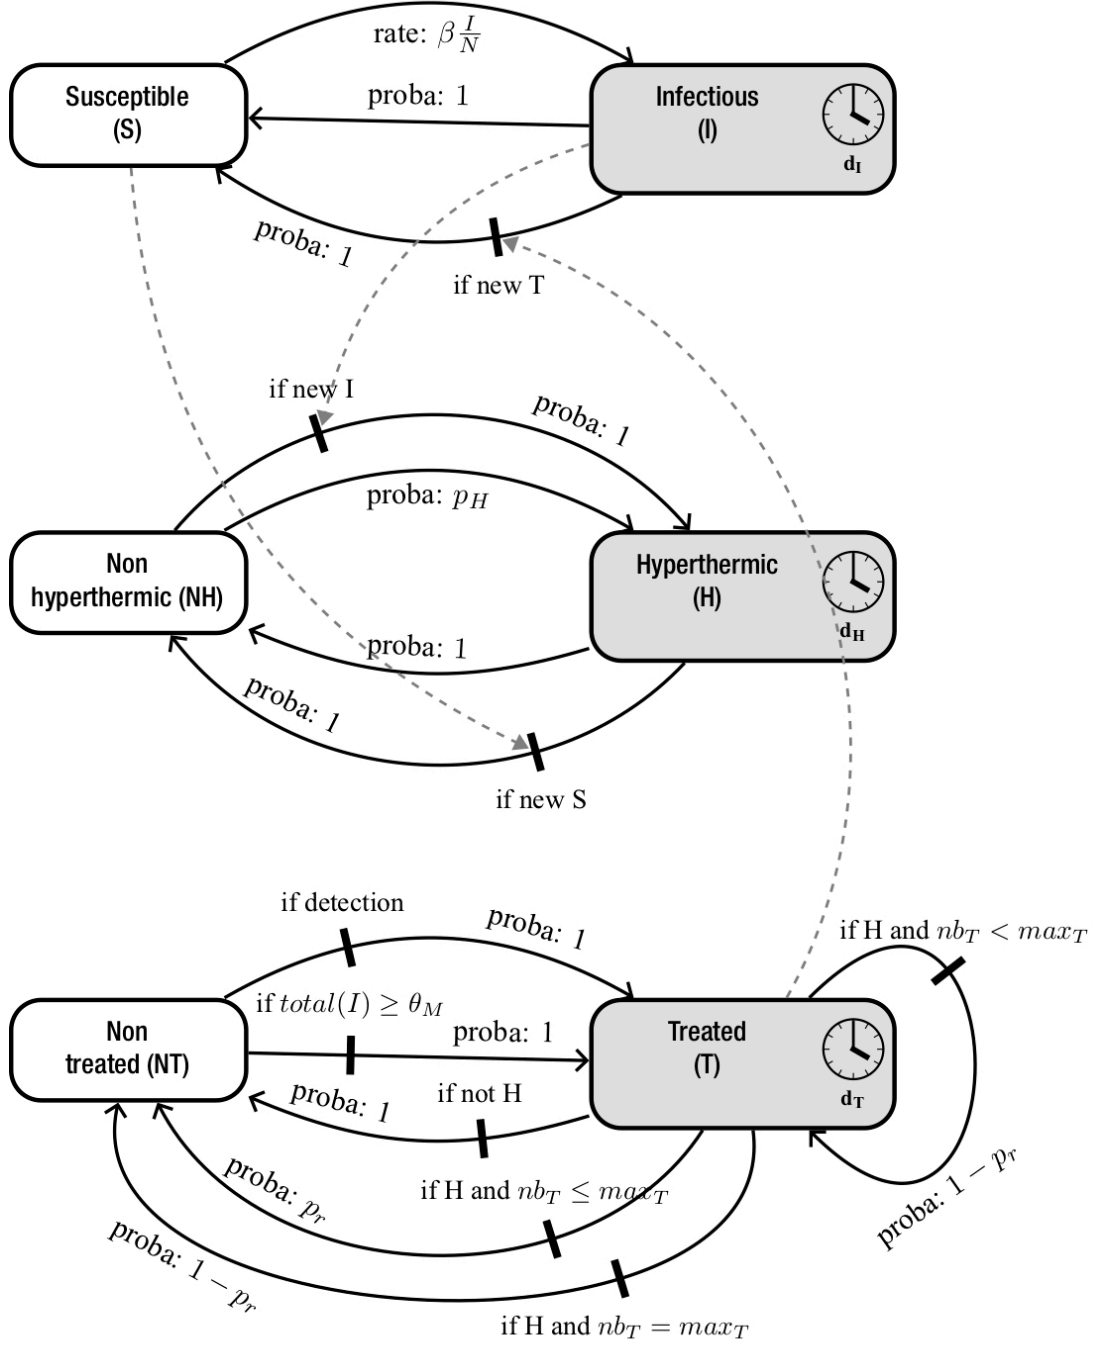 rate: β I/N
Susceptible
(S)
proba: 1
Infectious
(I)
d_I
proba: 1
if new T
if new I
proba: 1
proba: p_H
Non
hyperthermic (NH)
Hyperthermic
(H)
d_H
proba: 1
proba: 1
if new S
if detection
proba: 1
if H and nb_T < max_T
if total(I) ≥ θ_M
proba: 1
Non
treated (NT)
Treated
(T)
d_T
if not H
proba: 1
if H and nb_T ≤ max_T
proba: p_r
proba: 1 − p_r
proba: 1 − p_r
if H and nb_T = max_T